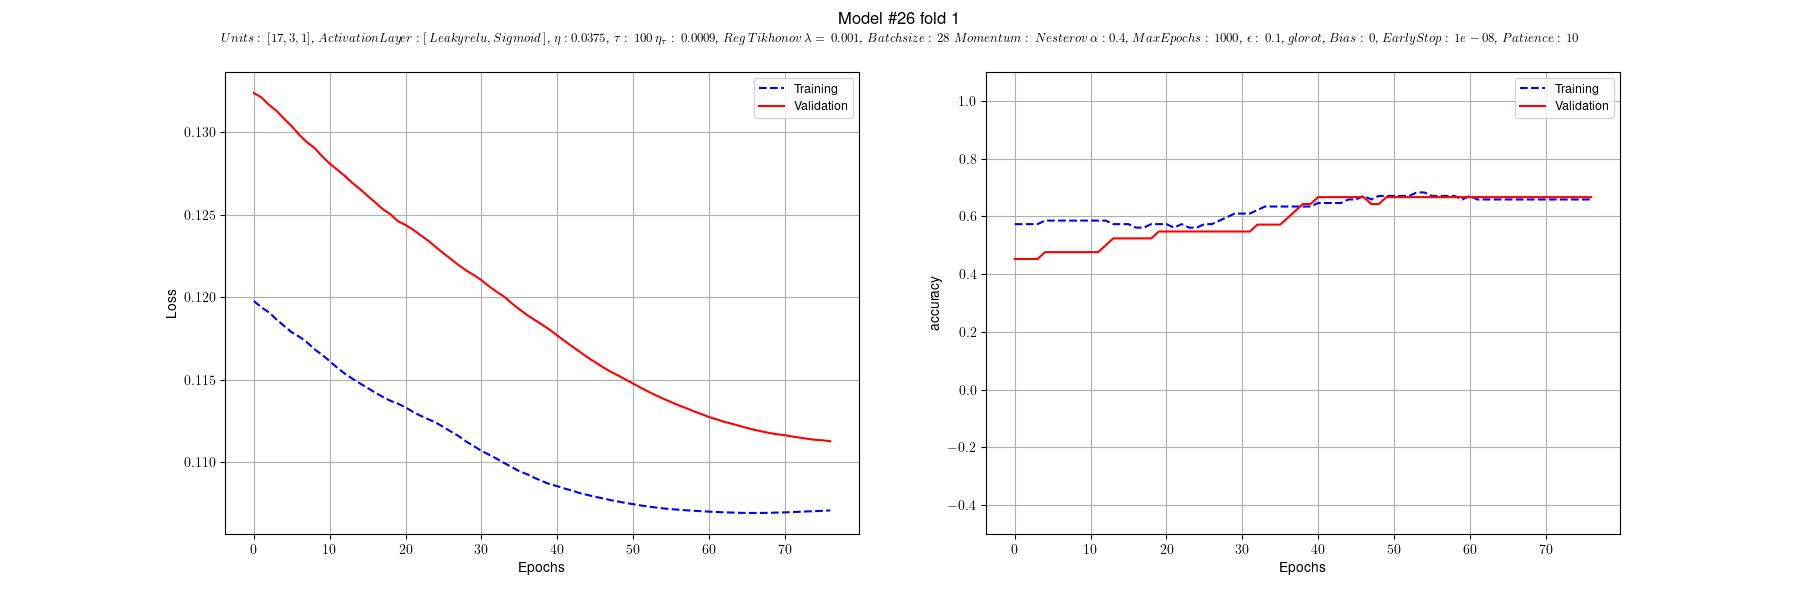 Model #26 fold 1
Units : [17, 3, 1], ActivationLayer : [ Leakyrelu, Sigmoid ], η : 0.0375, τ : 100 ητ : 0.0009, Reg Tikhonov λ = 0.001, Batchsize : 28 Momentum : Nesterov α : 0.4, MaxEpochs : 1000, ϵ : 0.1, glorot, Bias : 0, EarlyStop : 1e − 08, Patience : 10
Training
Validation
0.130
0.125
0.120
0.115
0.110
Loss
0 10 20 30 40 50 60 70
Epochs
Training
Validation
1.0
0.8
0.6
0.4
0.2
0.0
−0.2
−0.4
accuracy
0 10 20 30 40 50 60 70
Epochs